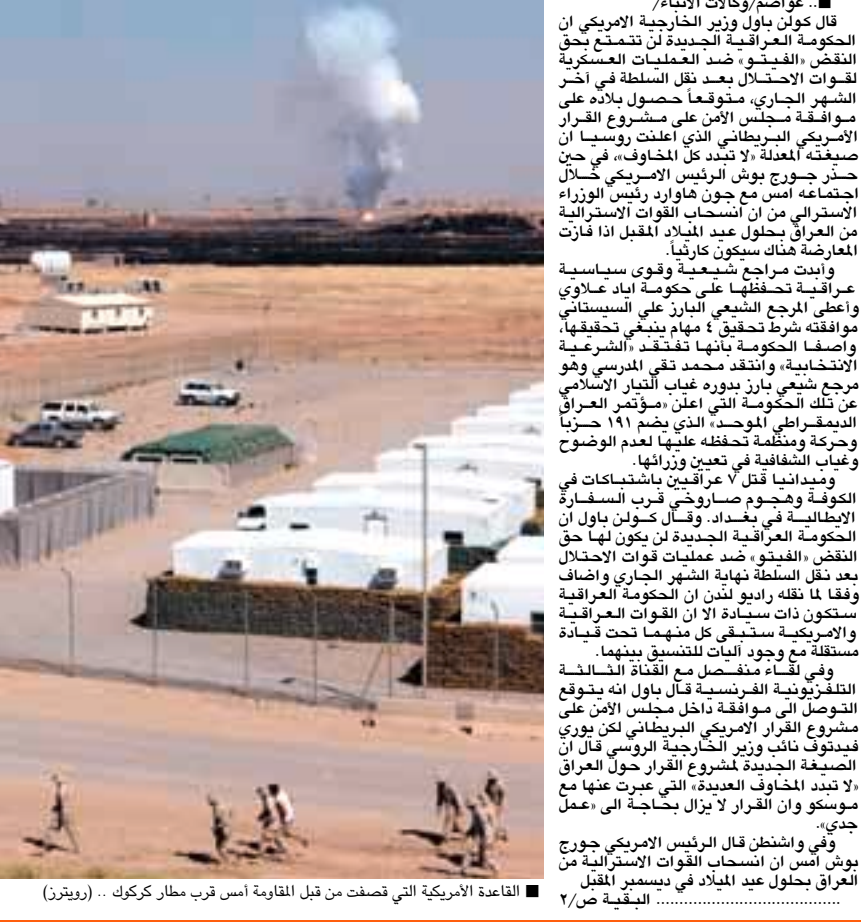 ■.. عواصم/وكالات الانباء/
قال كولن باول وزير الخارجية الامريكي ان
الحكومة العراقية الجديدة لن تتمتع بحق
النقض «الفيتو» ضد العمليات العسكرية
لقوات الاحتلال بعد نقل السلطة في آخر
الشهر الجاري، متوقعاً حصول بلاده على
موافقة مجلس الأمن على مشروع القرار
الأمريكي البريطاني الذي اعلنت روسيا ان
صيغته المعدلة «لا تبدد كل المخاوف»، في حين
حذر جورج بوش الرئيس الامريكي خلال
اجتماعه امس مع جون هاوارد رئيس الوزراء
الاسترالي من ان انسحاب القوات الاسترالية
من العراق بحلول عيد الميلاد المقبل اذا فازت
المعارضة هناك سيكون كارثياً.
وأبدت مراجع شيعية وقوى سياسية
عراقية تحفظها على حكومة اياد علاوي
وأعطى المرجع الشيعي البارز علي السيستاني
موافقته شرط تحقيق ٤ مهام ينبغي تحقيقها،
واصفا الحكومة بأنها تفتقد «الشرعية
الانتخابية» وانتقد محمد تقي المدرسي وهو
مرجع شيعي بارز بدوره غياب التيار الاسلامي
عن تلك الحكومة التي اعلن «مؤتمر العراق
الديمقراطي الموحد» الذي يضم ١٩١ حزباً
وحركة ومنظمة تحفظه عليها لعدم الوضوح
وغياب الشفافية في تعيين وزرائها.
وميدانيا قتل ٧ عراقيين باشتباكات في
الكوفة وهجوم صاروخي قرب السفارة
الايطالية في بغداد. وقال كولن باول ان
الحكومة العراقية الجديدة لن يكون لها حق
النقض «الفيتو» ضد عمليات قوات الاحتلال
بعد نقل السلطة نهاية الشهر الجاري واضاف
وفقا لما نقله راديو لندن ان الحكومة العراقية
ستكون ذات سيادة الا ان القوات العراقية
والامريكية ستبقى كل منهما تحت قيادة
مستقلة مع وجود آليات للتنسيق بينهما.
وفي لقاء منفصل مع القناة الثالثة
التلفزيونية الفرنسية قال باول انه يتوقع
التوصل الى موافقة داخل مجلس الأمن على
مشروع القرار الامريكي البريطاني لكن يوري
فيدتوف نائب وزير الخارجية الروسي قال ان
الصيغة الجديدة لمشروع القرار حول العراق
«لا تبدد المخاوف العديدة» التي عبرت عنها مع
موسكو وان القرار لا يزال بحاجة الى «عمل
جدي».
وفي واشنطن قال الرئيس الامريكي جورج
بوش امس ان انسحاب القوات الاسترالية من
العراق بحلول عيد الميلاد في ديسمبر المقبل
........................................ البقية ص/٢
■ القاعدة الأمريكية التي قصفت من قبل المقاومة أمس قرب مطار كركوك .. (رويترز)